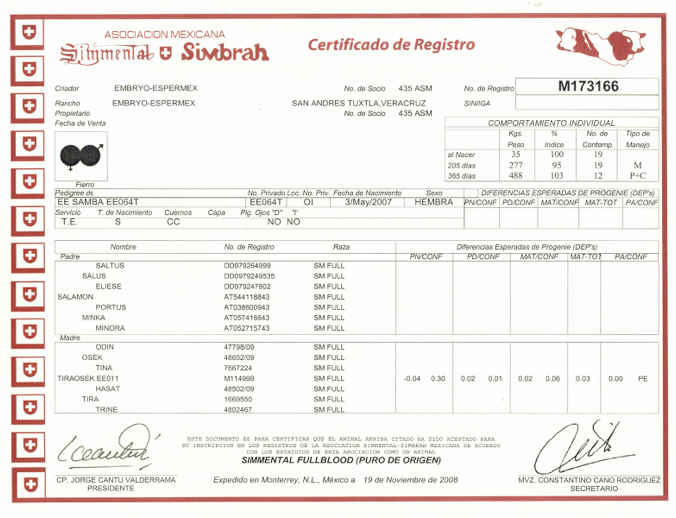 ASOCIACION MEXICANA
Simmental Simbrah
Certificado de Registro
Criador EMBRYO-ESPERMEX No. de Socio 435 ASM No. de Registro M173166
Rancho EMBRYO-ESPERMEX SAN ANDRES TUXTLA,VERACRUZ SINIIGA
Propietario No. de Socio 435 ASM
Fecha de Venta
COMPORTAMIENTO INDIVIDUAL
Kgs. % No. de Tipo de
Peso indice Contemp. Manejo
al Nacer 35 100 19
205 días 277 95 19 M
365 días 488 103 12 P+C
Fierro
Pedigree de No. Privado Loc. No. Priv. Fecha de Nacimiento Sexo DIFERENCIAS ESPERADAS DE PROGENIE (DEP's)
EE SAMBA EE064T EE064T OI 3/May/2007 HEMBRA PN/CONF PD/CONF MAT/CONF MAT-TOT PA/CONF
Servicio T. de Nacimiento Cuernos Capa Pig. Ojos "D" "I"
T.E. S CC NO NO
Nombre No. de Registro Raza Diferencias Esperadas de Progenie (DEP's)
Padre PN/CONF PD/CONF MAT/CONF MAT-TOT PA/CONF
SALTUS DD979264999 SM FULL
SALUS DD0979249535 SM FULL
ELIESE DD979247802 SM FULL
SALAMON AT544118843 SM FULL
PORTUS AT038600943 SM FULL
MINKA AT057416643 SM FULL
MINORA AT052715743 SM FULL
Madre
ODIN 47798/09 SM FULL
OSEK 48652/09 SM FULL
TINA 7667224 SM FULL
TIRAOSEK EE011 M114999 SM FULL -0.04 0.30 0.02 0.01 0.02 0.06 0.03 0.00 PE
HASAT 48502/09 SM FULL
TIRA 1669550 SM FULL
TRINE 4802467 SM FULL
ESTE DOCUMENTO ES PARA CERTIFICAR QUE EL ANIMAL ARRIBA CITADO HA SIDO ACEPTADO PARA
SU INSCRIPCION EN LOS REGISTROS DE LA ASOCIACION SIMMENTAL-SIMBRAH MEXICANA DE ACUERDO
CON LOS ESTATUTOS DE ESTA ASOCIACION COMO UN ANIMAL
SIMMENTAL FULLBLOOD (PURO DE ORIGEN)
CP. JORGE CANTU VALDERRAMA Expedido en Monterrey, N.L., México a 19 de Noviembre de 2008 MVZ. CONSTANTINO CANO RODRIGUEZ
PRESIDENTE SECRETARIO